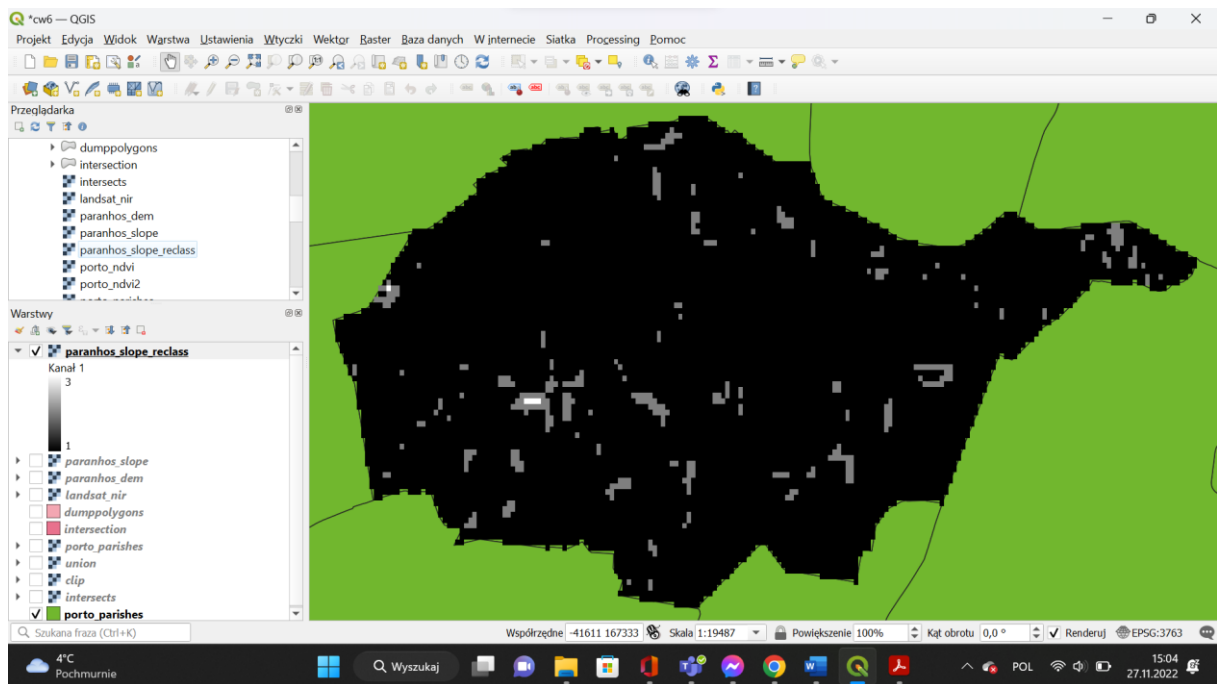 *cw6 — QGIS
Projekt Edycja Widok Warstwa Ustawienia Wtyczki Wektor Raster Baza danych W internecie Siatka Processing Pomoc
Przeglądarka
dumppolygons
intersection
intersects
landsat_nir
paranhos_dem
paranhos_slope
paranhos_slope_reclass
porto_ndvi
porto_ndvi2
Warstwy
paranhos_slope_reclass
Kanał 1
3
1
paranhos_slope
paranhos_dem
landsat_nir
dumppolygons
intersection
porto_parishes
union
clip
intersects
porto_parishes
Szukana fraza (Ctrl+K) Współrzędne -41611 167333 Skala 1:19487 Powiększenie 100% Kąt obrotu 0,0 ° Renderuj EPSG:3763
4°C
Pochmurnie
Wyszukaj
POL
15:04
27.11.2022